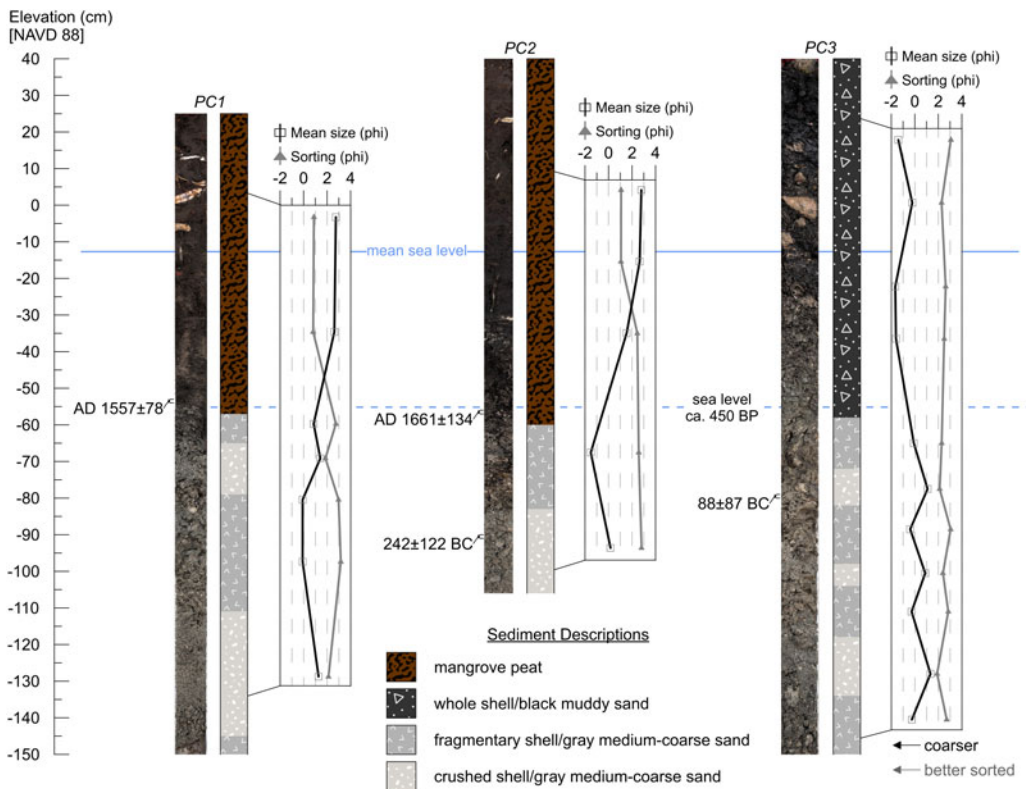 Elevation (cm)
[NAVD 88]
40
30
20
10
0
-10
-20
-30
-40
-50
-60
-70
-80
-90
-100
-110
-120
-130
-140
-150
PC1
Mean size (phi)
Sorting (phi)
-2 0 2 4
AD 1557±78
mean sea level
PC2
Mean size (phi)
Sorting (phi)
-2 0 2 4
AD 1661±134
242±122 BC
PC3
Mean size (phi)
Sorting (phi)
-2 0 2 4
sea level
ca. 450 BP
88±87 BC
Sediment Descriptions
mangrove peat
whole shell/black muddy sand
fragmentary shell/gray medium-coarse sand
crushed shell/gray medium-coarse sand
coarser
better sorted